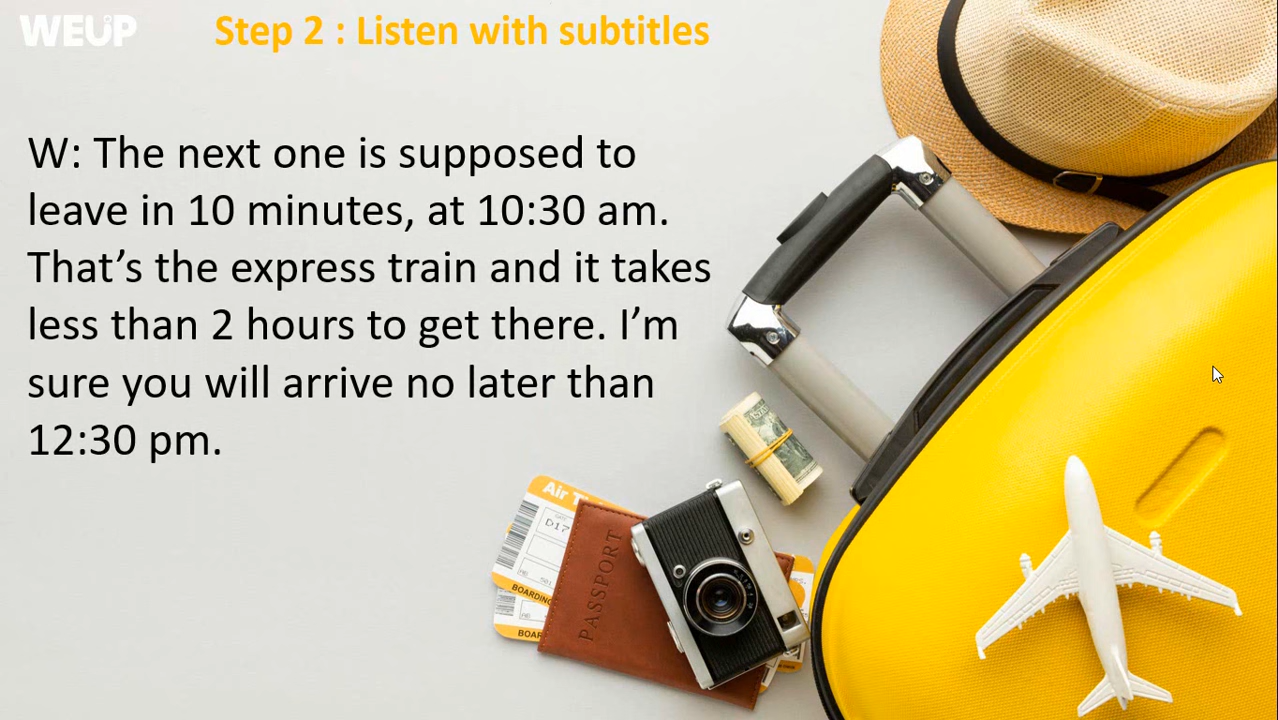 WEUP
Step 2 : Listen with subtitles
W: The next one is supposed to
leave in 10 minutes, at 10:30 am.
That’s the express train and it takes
less than 2 hours to get there. I’m
sure you will arrive no later than
12:30 pm.
Air
D17
BOARDING
BOA
PASSPORT